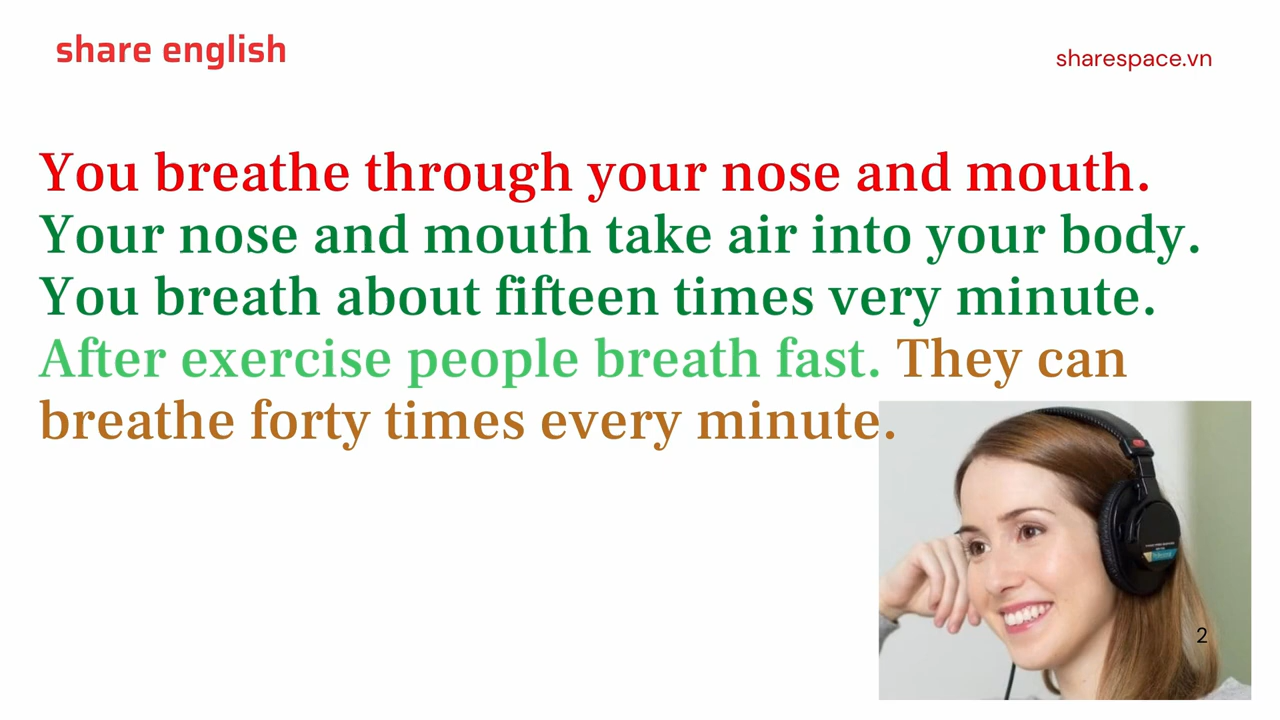 share english
sharespace.vn
You breathe through your nose and mouth.
Your nose and mouth take air into your body.
You breath about fifteen times very minute.
After exercise people breath fast. They can
breathe forty times every minute.
2